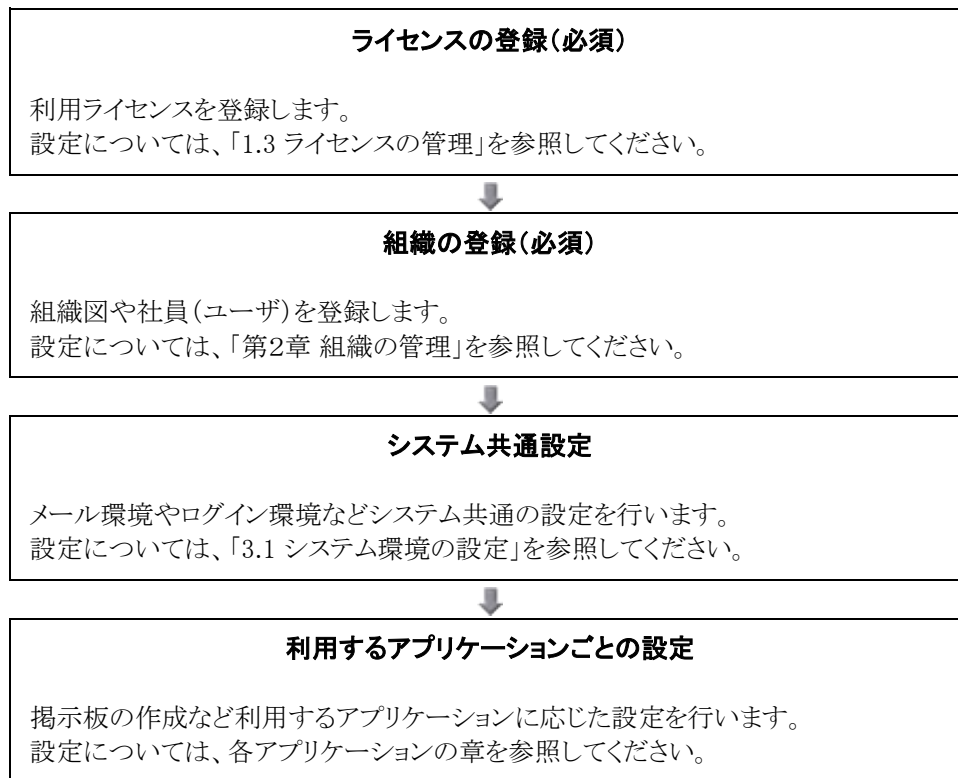 ライセンスの登録(必須)
利用ライセンスを登録します。
設定については、「1.3 ライセンスの管理」を参照してください。
組織の登録(必須)
組織図や社員(ユーザ)を登録します。
設定については、「第2章 組織の管理」を参照してください。
システム共通設定
メール環境やログイン環境などシステム共通の設定を行います。
設定については、「3.1 システム環境の設定」を参照してください。
利用するアプリケーションごとの設定
掲示板の作成など利用するアプリケーションに応じた設定を行います。
設定については、各アプリケーションの章を参照してください。